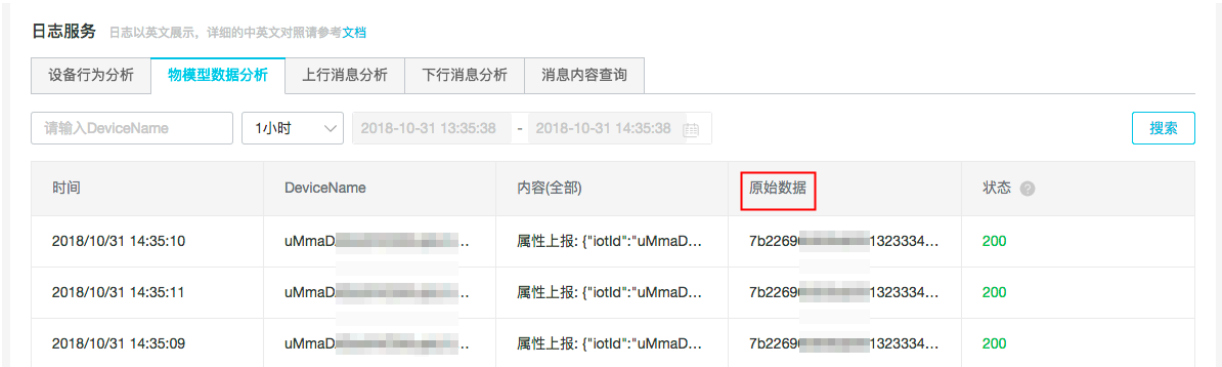 日志服务 日志以英文展示，详细的中英文对照请参考文档
设备行为分析 物模型数据分析 上行消息分析 下行消息分析 消息内容查询
请输入DeviceName 1小时 2018-10-31 13:35:38 - 2018-10-31 14:35:38 搜索
时间 DeviceName 内容(全部) 原始数据 状态
2018/10/31 14:35:10 uMmaD ... 属性上报: {"iotId":"uMmaD... 7b2269 1323334... 200
2018/10/31 14:35:11 uMmaD ... 属性上报: {"iotId":"uMmaD... 7b2269 1323334... 200
2018/10/31 14:35:09 uMmaD ... 属性上报: {"iotId":"uMmaD... 7b2269 1323334... 200